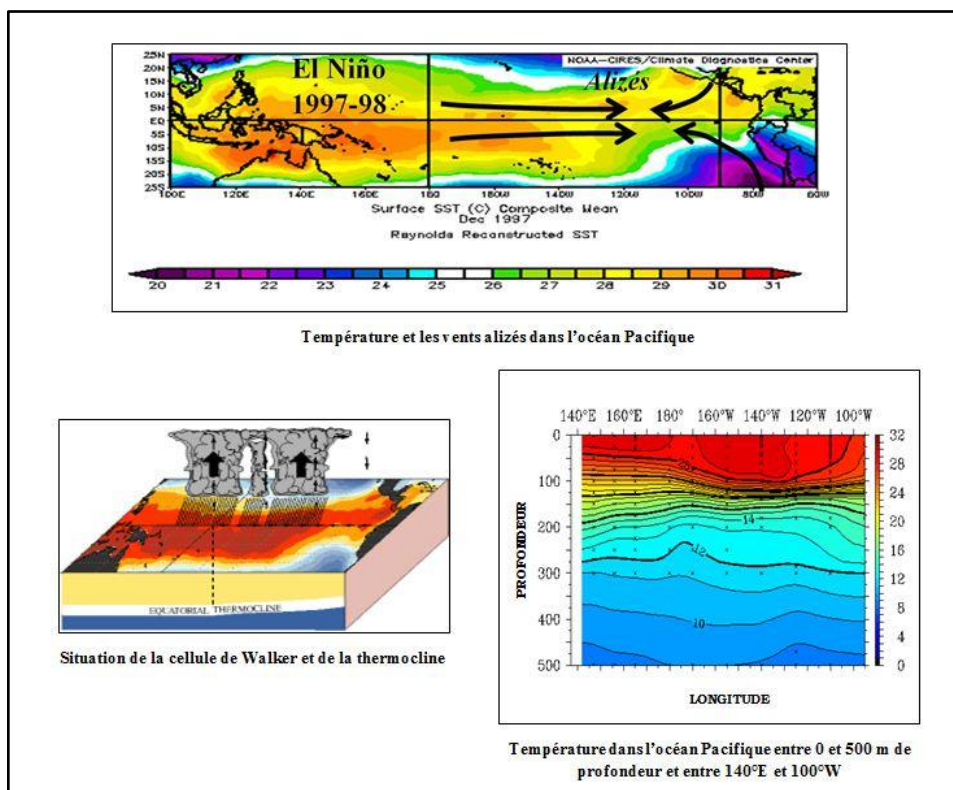 25N
20N
15N
10N
5N
EQ
5S
10S
15S
20S
25S
El Niño
1997-98
Alizés
NOAA-CIRES/Climate Diagnostics Center
100E 120E 140E 160E 180 160W 140W 120W 100W 80W 60W
Surface SST (C) Composite Mean
Dec 1997
Reynolds Reconstructed SST
20 21 22 23 24 25 26 27 28 29 30 31
Température et les vents alizés dans l'océan Pacifique
EQUATORIAL THERMOCLINE
Situation de la cellule de Walker et de la thermocline
140°E 160°E 180° 160°W 140°W 120°W 100°W
0
100
200
300
400
500
PROFONDEUR
20
14
12
10
32
28
24
20
16
12
8
4
0
LONGITUDE
Température dans l'océan Pacifique entre 0 et 500 m de
profondeur et entre 140°E et 100°W